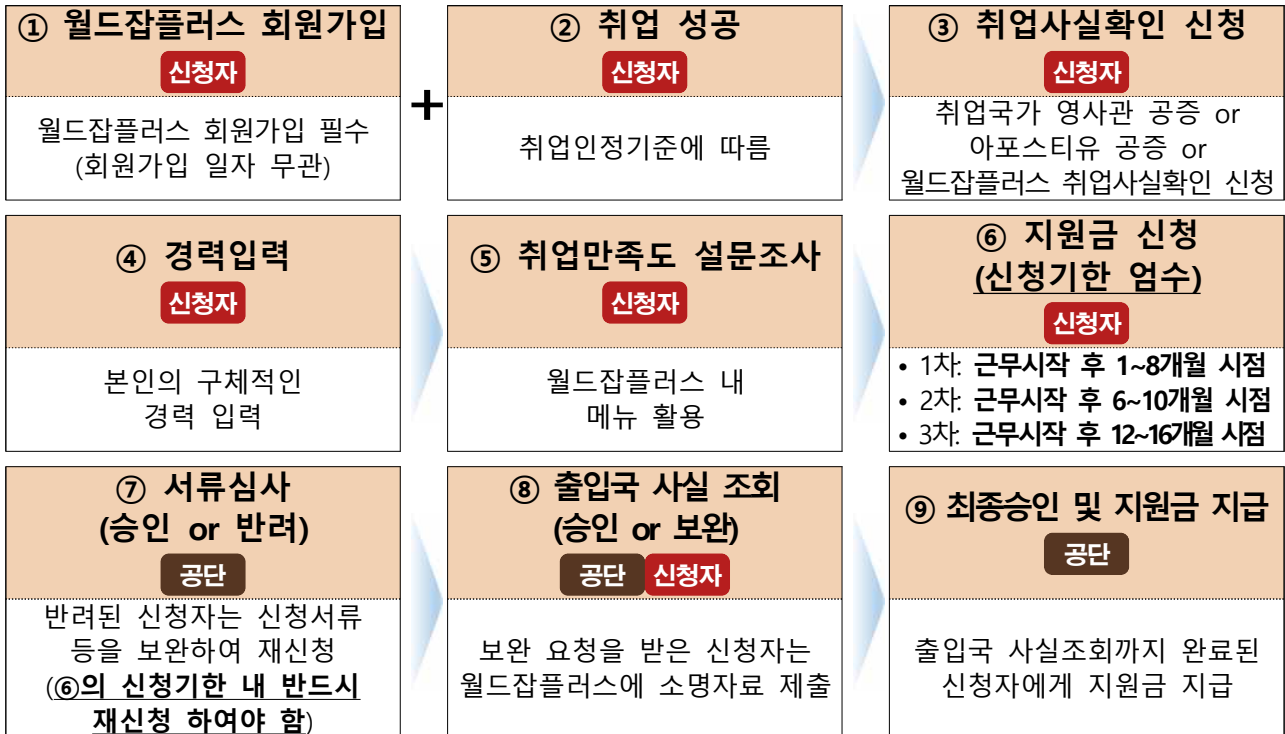 ① 월드잡플러스 회원가입
신청자
월드잡플러스 회원가입 필수
(회원가입 일자 무관)
+
② 취업 성공
신청자
취업인정기준에 따름
③ 취업사실확인 신청
신청자
취업국가 영사관 공증 or
아포스티유 공증 or
월드잡플러스 취업사실확인 신청
④ 경력입력
신청자
본인의 구체적인
경력 입력
⑤ 취업만족도 설문조사
신청자
월드잡플러스 내
메뉴 활용
⑥ 지원금 신청
(신청기한 엄수)
신청자
• 1차: 근무시작 후 1~8개월 시점
• 2차: 근무시작 후 6~10개월 시점
• 3차: 근무시작 후 12~16개월 시점
⑦ 서류심사
(승인 or 반려)
공단
반려된 신청자는 신청서류
등을 보완하여 재신청
(⑥의 신청기한 내 반드시
재신청 하여야 함)
⑧ 출입국 사실 조회
(승인 or 보완)
공단 신청자
보완 요청을 받은 신청자는
월드잡플러스에 소명자료 제출
⑨ 최종승인 및 지원금 지급
공단
출입국 사실조회까지 완료된
신청자에게 지원금 지급